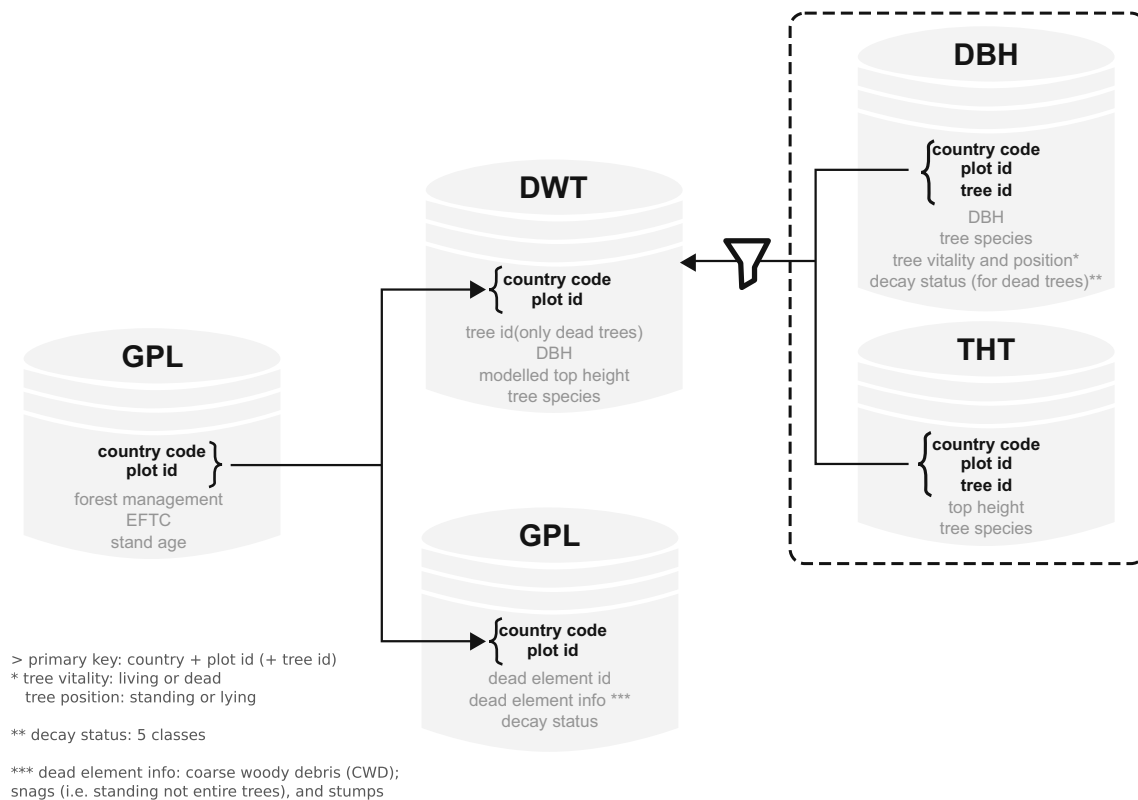 DBH
country code
plot id
tree id
DBH
tree species
tree vitality and position*
decay status (for dead trees)**
DWT
country code
plot id
tree id(only dead trees)
DBH
modelled top height
tree species
THT
country code
plot id
tree id
top height
tree species
GPL
country code
plot id
forest management
EFTC
stand age
GPL
country code
plot id
dead element id
dead element info ***
decay status
> primary key: country + plot id (+ tree id)
* tree vitality: living or dead
tree position: standing or lying
** decay status: 5 classes
*** dead element info: coarse woody debris (CWD);
snags (i.e. standing not entire trees), and stumps